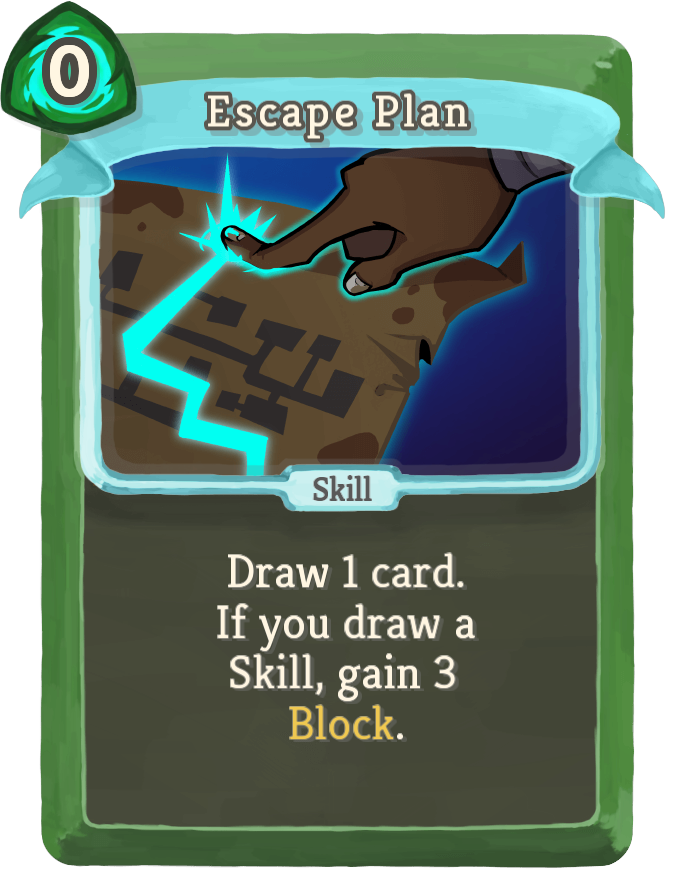 0
Escape Plan
Skill
Draw 1 card.
If you draw a
Skill, gain 3
Block.